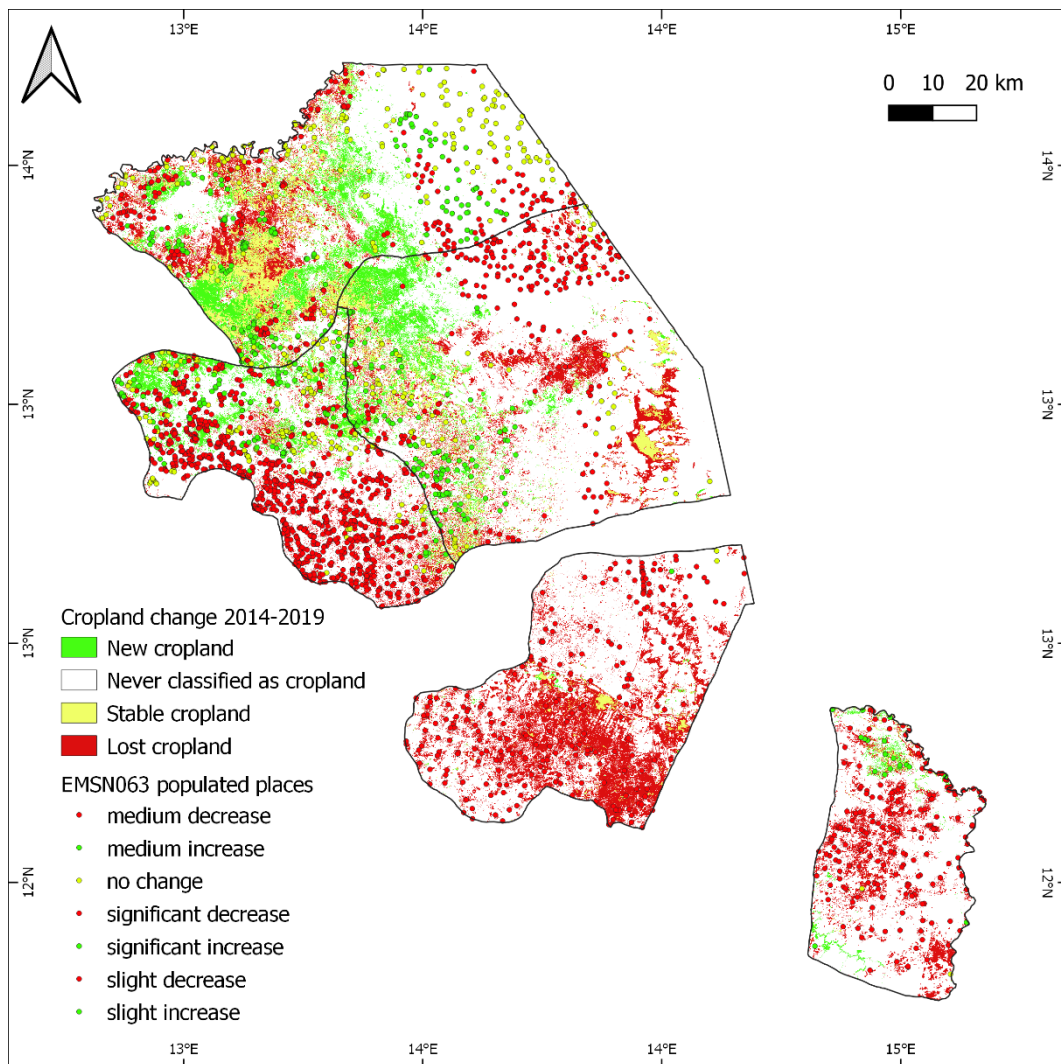 13°E 14°E 14°E 15°E
0 10 20 km
14°N 14°N
13°N 13°N
Cropland change 2014-2019
New cropland
Never classified as cropland
Stable cropland
Lost cropland
EMSN063 populated places
medium decrease
medium increase
no change
significant decrease
significant increase
slight decrease
slight increase
13°N 13°N
12°N 12°N
13°E 14°E 14°E 15°E